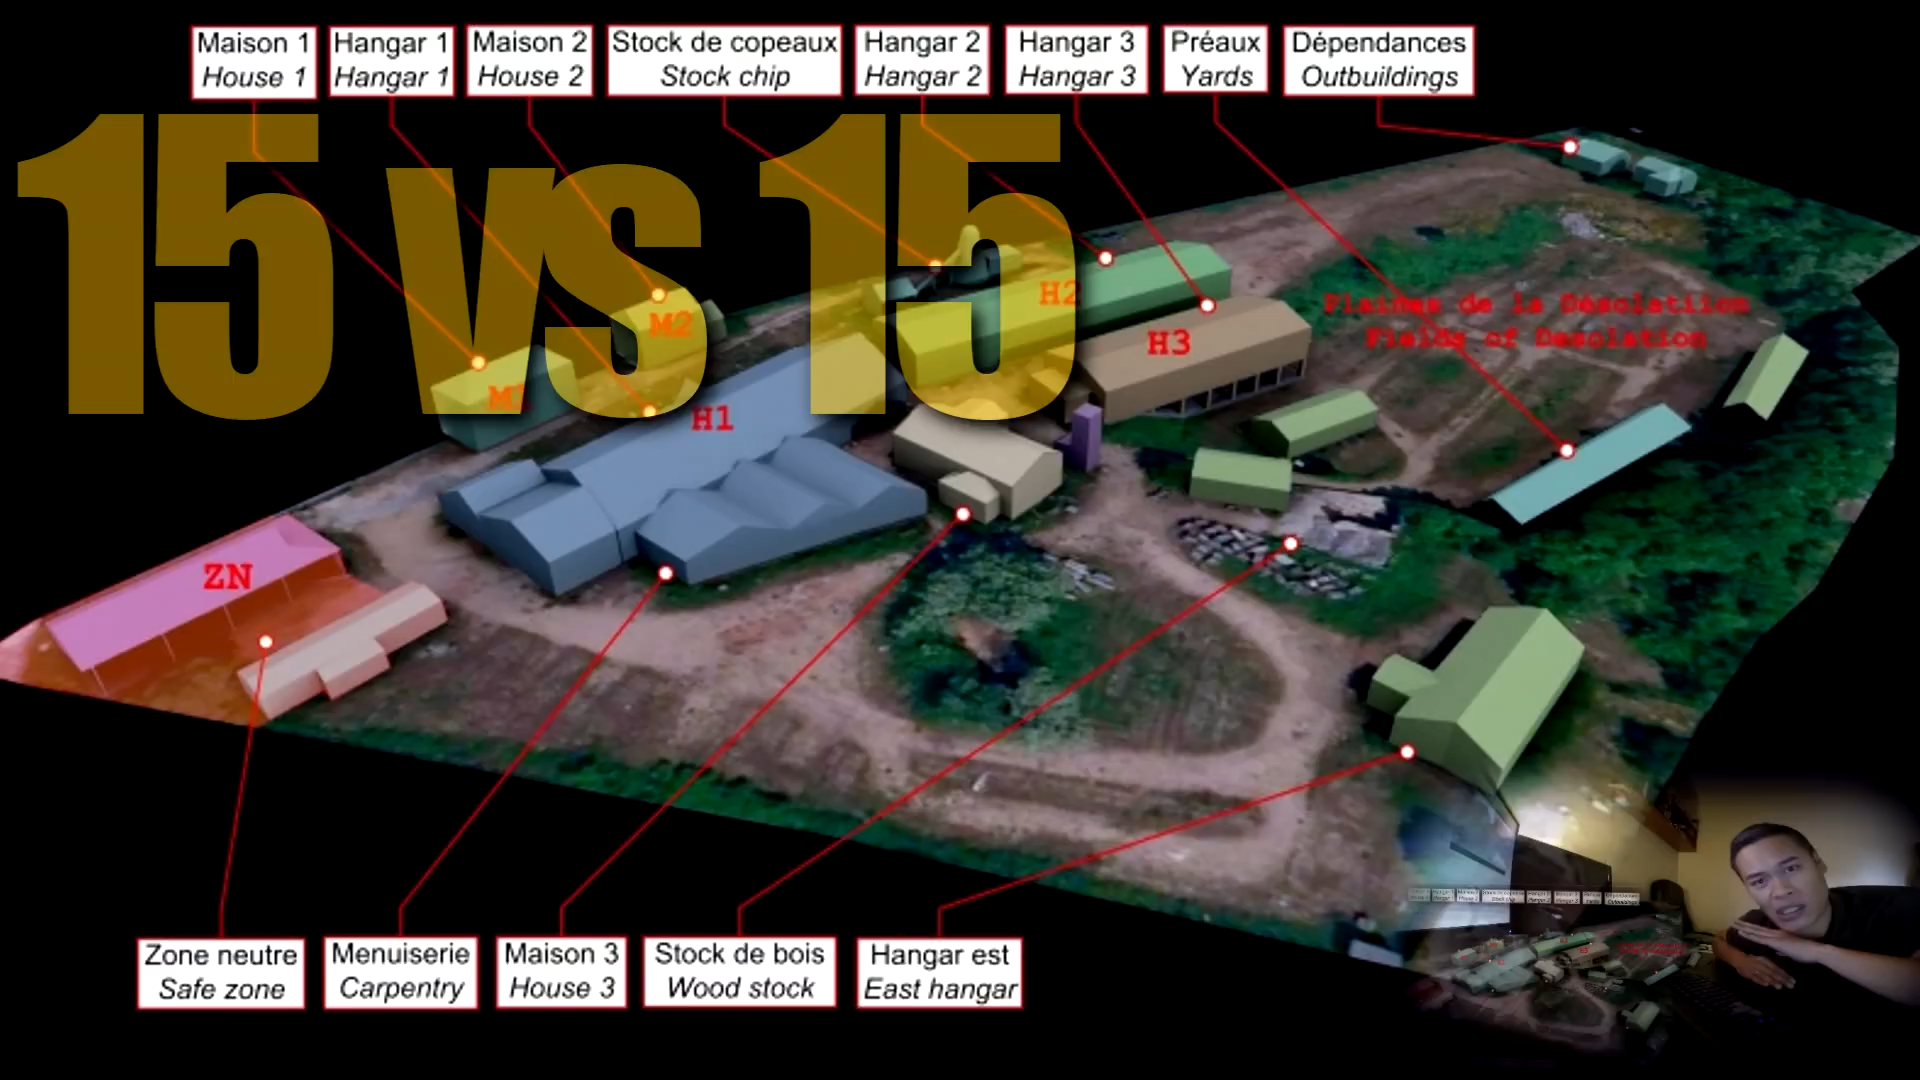 Maison 1
House 1
Hangar 1
Hangar 1
Maison 2
House 2
Stock de copeaux
Stock chip
Hangar 2
Hangar 2
Hangar 3
Hangar 3
Préaux
Yards
Dépendances
Outbuildings
15 vs 15
M1
M2
H1
H2
H3
Plaines de la Désolatiion
Fields of Desolation
ZN
Zone neutre
Safe zone
Menuiserie
Carpentry
Maison 3
House 3
Stock de bois
Wood stock
Hangar est
East hangar